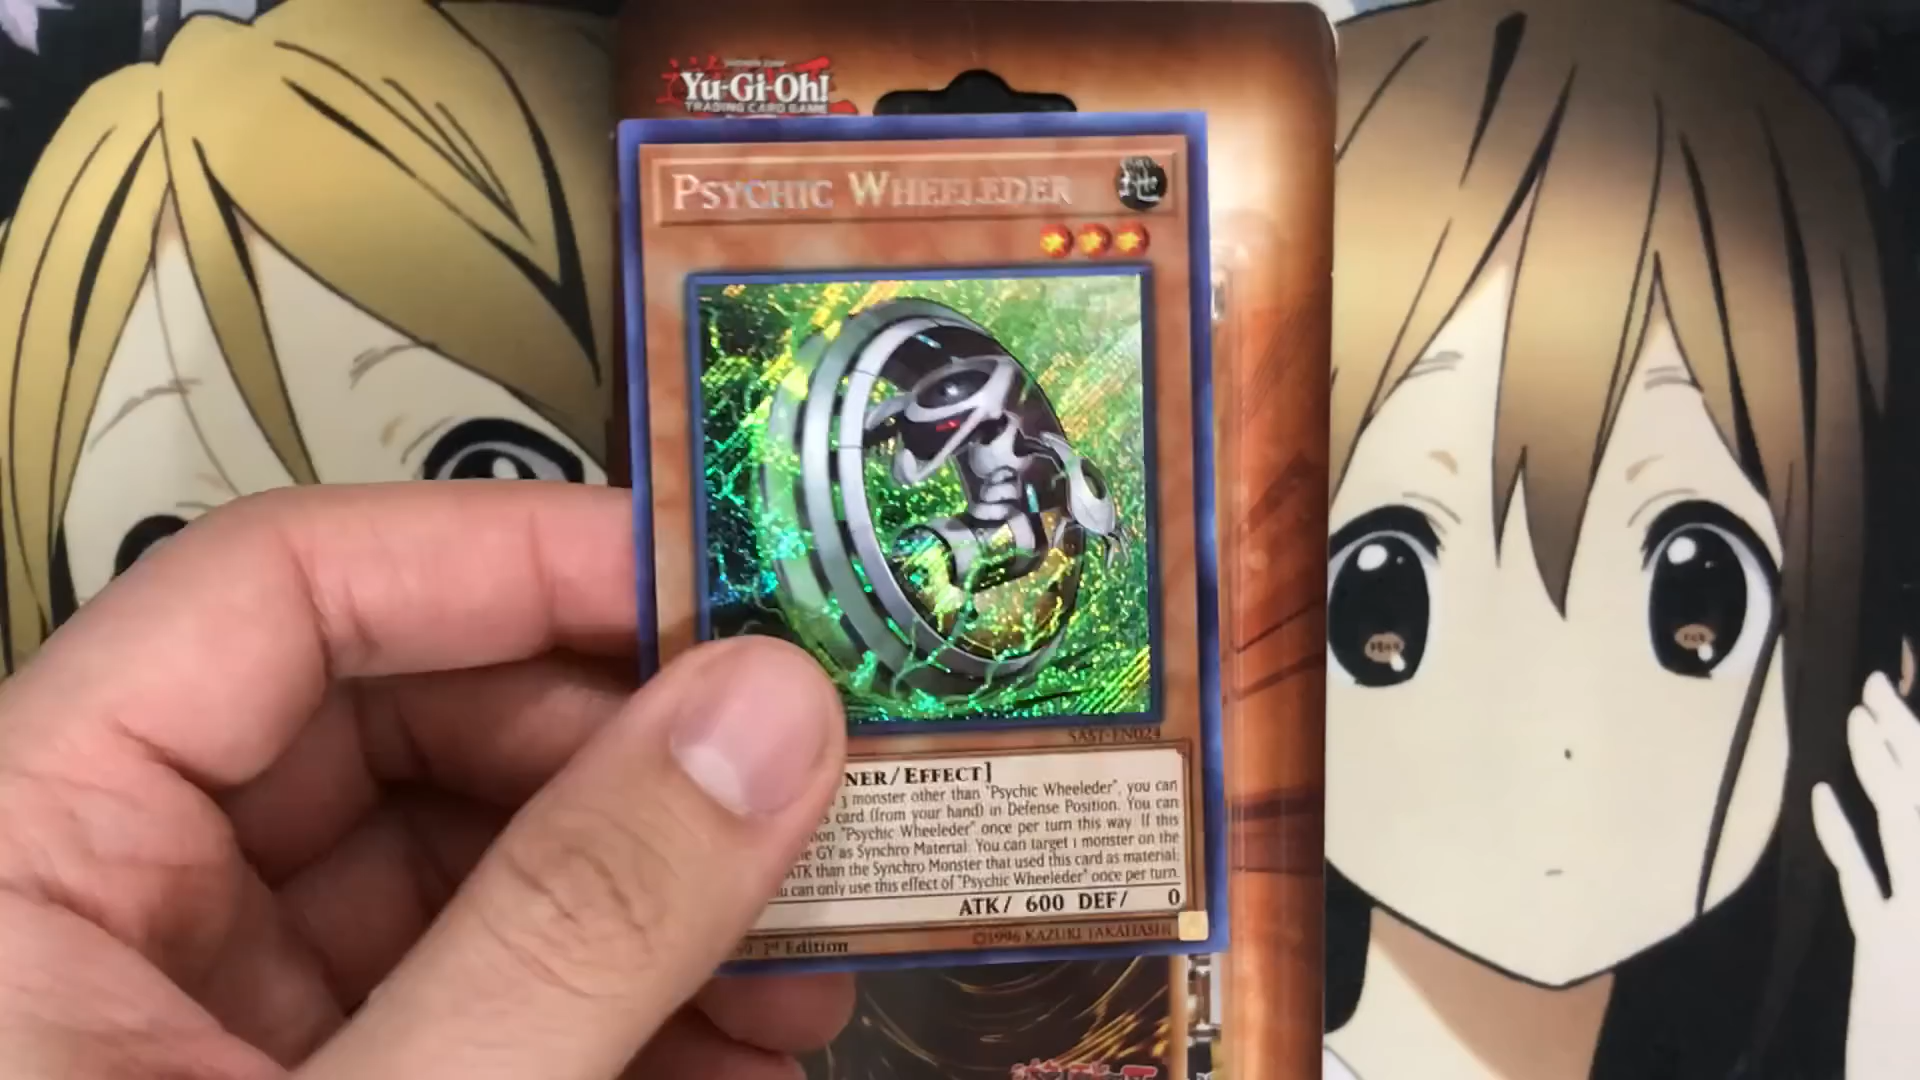 Yu-Gi-Oh!
TRADING CARD GAME
PSYCHIC WHEELEDER
SAST-EN024
NER/EFFECT]
3 monster other than "Psychic Wheeleder", you can
card (from your hand) in Defense Position. You can
"Psychic Wheeleder" once per turn this way. If this
GY as Synchro Material: You can target 1 monster on the
ATK than the Synchro Monster that used this card as material;
can only use this effect of "Psychic Wheeleder" once per turn.
ATK/ 600 DEF/ 0
1st Edition
©1996 KAZUKI TAKAHASHI